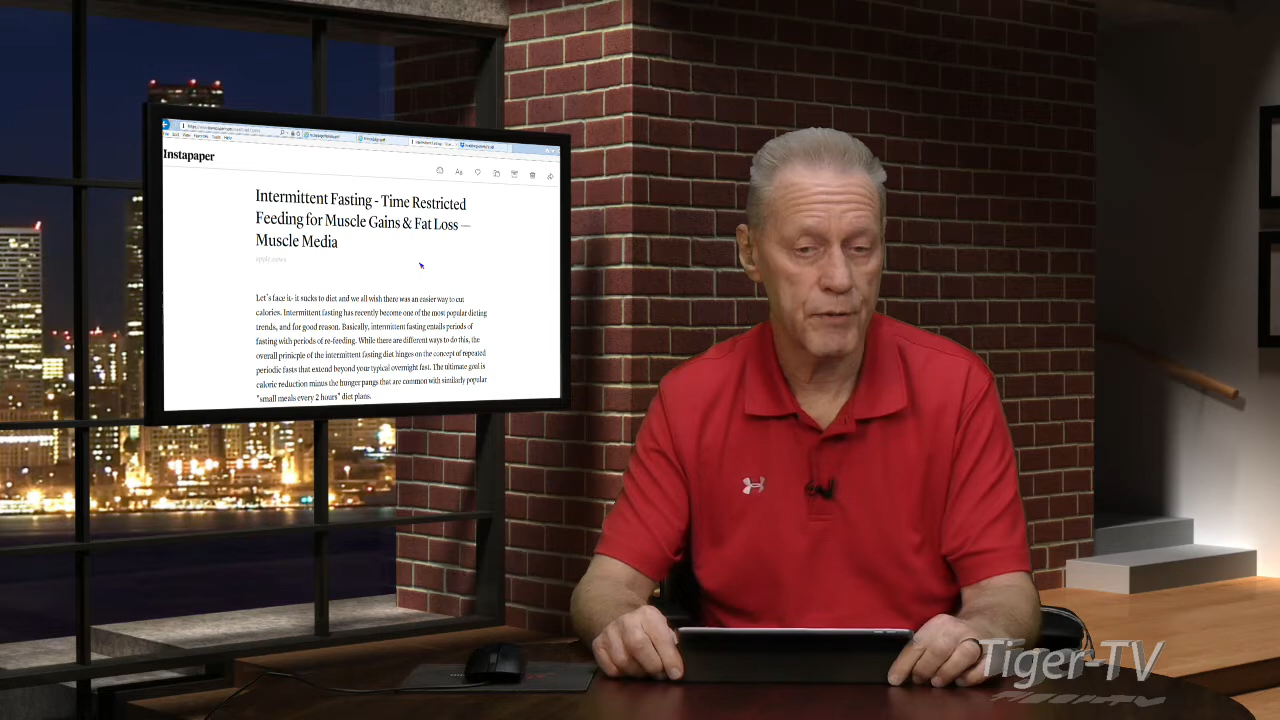 Instapaper
Aa
Intermittent Fasting - Time Restricted
Feeding for Muscle Gains & Fat Loss —
Muscle Media
apple.news
Let's face it- it sucks to diet and we all wish there was an easier way to cut
calories. Intermittent fasting has recently become one of the most popular dieting
trends, and for good reason. Basically, intermittent fasting entails periods of
fasting with periods of re-feeding. While there are different ways to do this, the
overall priniciple of the intermittent fasting diet hinges on the concept of repeated
periodic fasts that extend beyond your typical overnight fast. The ultimate goal is
caloric reduction minus the hunger pangs that are common with similarly popular
"small meals every 2 hours" diet plans.
Tiger-TV